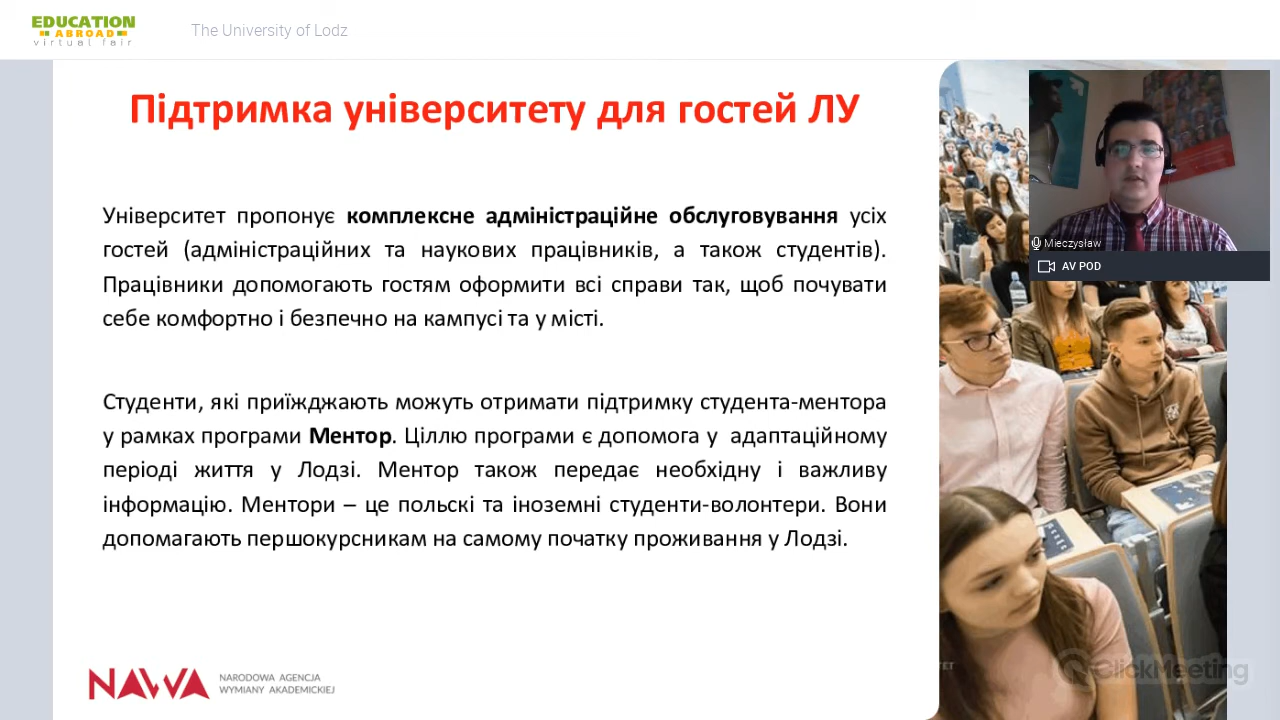 EDUCATION
ABROAD
virtual fair
The University of Lodz
Підтримка університету для гостей ЛУ
Університет пропонує комплексне адміністраційне обслуговування усіх
гостей (адміністраційних та наукових працівників, а також студентів).
Працівники допомогають гостям оформити всі справи так, щоб почувати
себе комфортно і безпечно на кампусі та у місті.
Студенти, які приїжджають можуть отримати підтримку студента-ментора
у рамках програми Ментор. Ціллю програми є допомога у адаптаційному
періоді життя у Лодзі. Ментор також передає необхідну і важливу
інформацію. Ментори – це польскі та іноземні студенти-волонтери. Вони
допомагають першокурсникам на самому початку проживання у Лодзі.
NAWA
NARODOWA AGENCJA
WYMIANY AKADEMICKIEJ
Mieczysław
AV POD
ClickMeeting